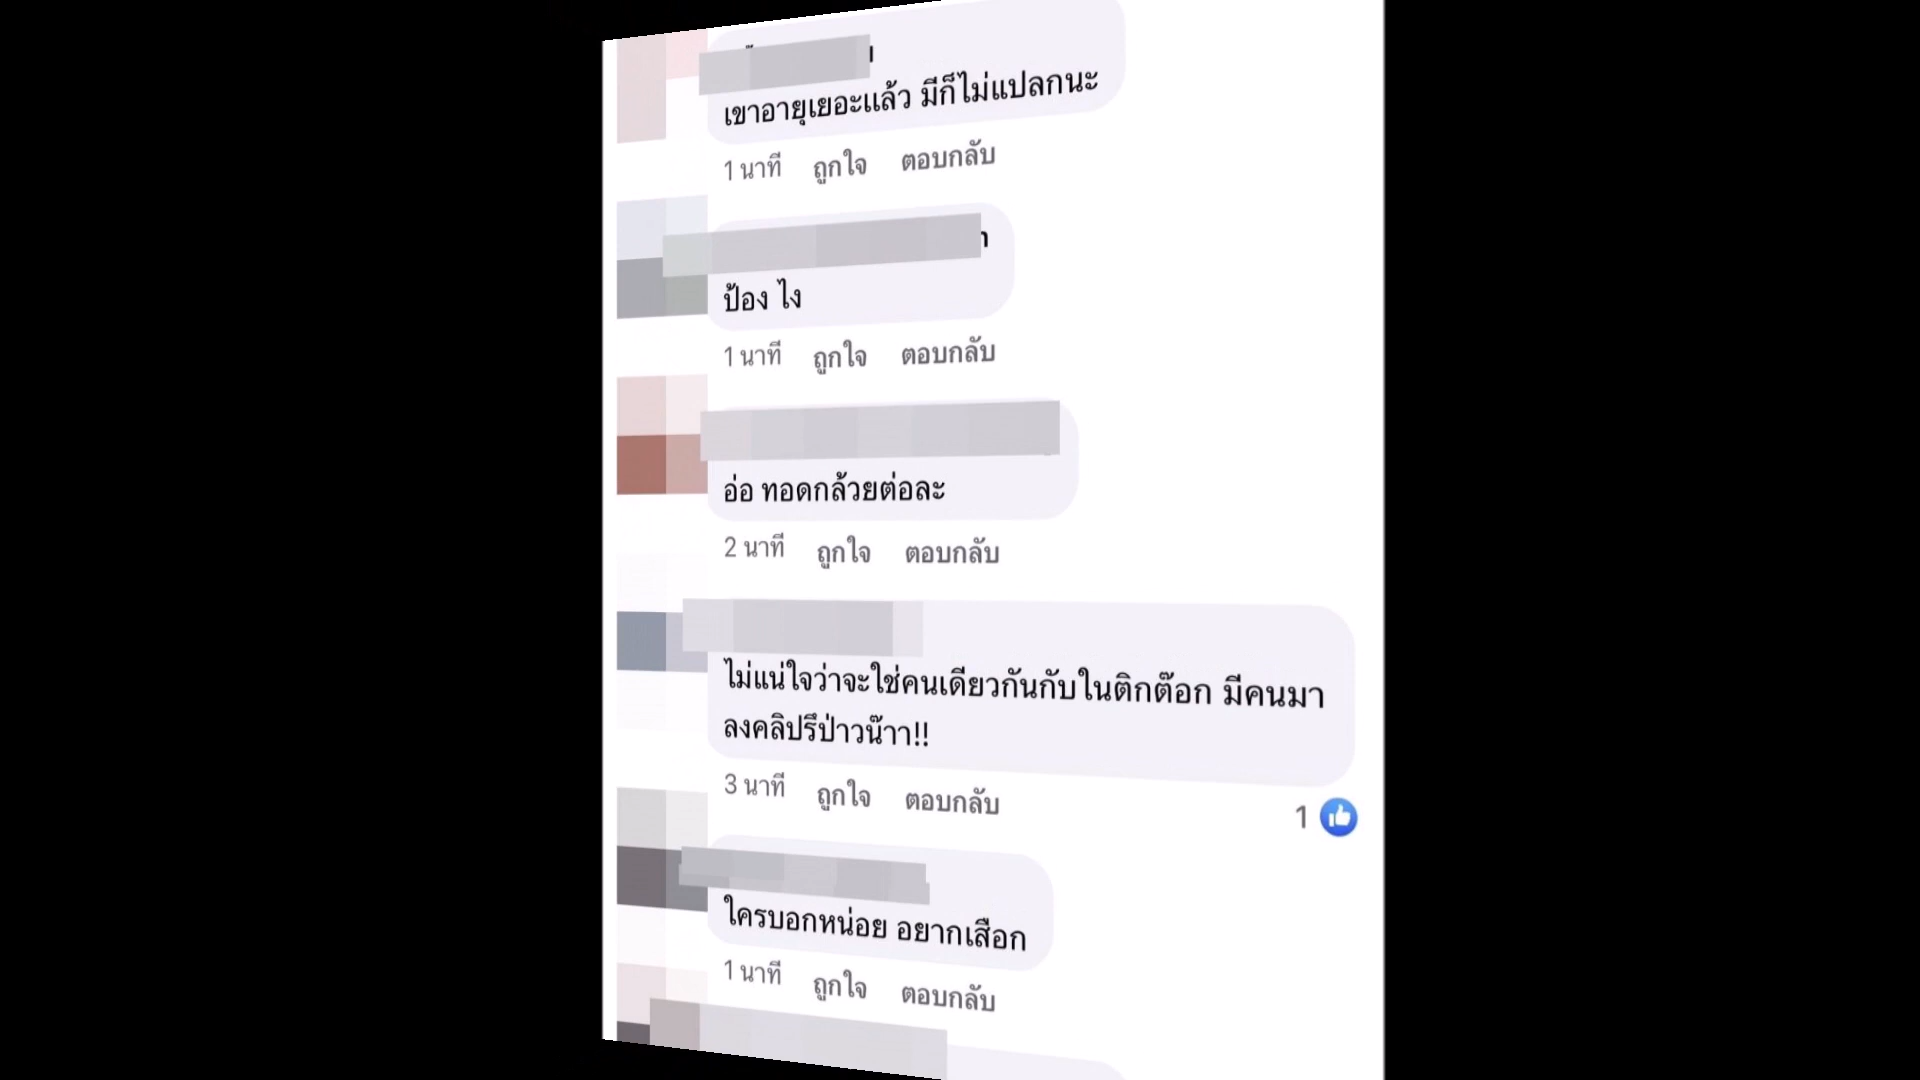 เขาอายุเยอะแล้ว มีก็ไม่แปลกนะ
1 นาที ถูกใจ ตอบกลับ
ป้อง ไง
1 นาที ถูกใจ ตอบกลับ
อ่อ ทอดกล้วยต่อละ
2 นาที ถูกใจ ตอบกลับ
ไม่แน่ใจว่าจะใช่คนเดียวกันกับในติกต๊อก มีคนมา
ลงคลิปรึป่าวน๊าา!!
3 นาที ถูกใจ ตอบกลับ
1
ใครบอกหน่อย อยากเสือก
1 นาที ถูกใจ ตอบกลับ